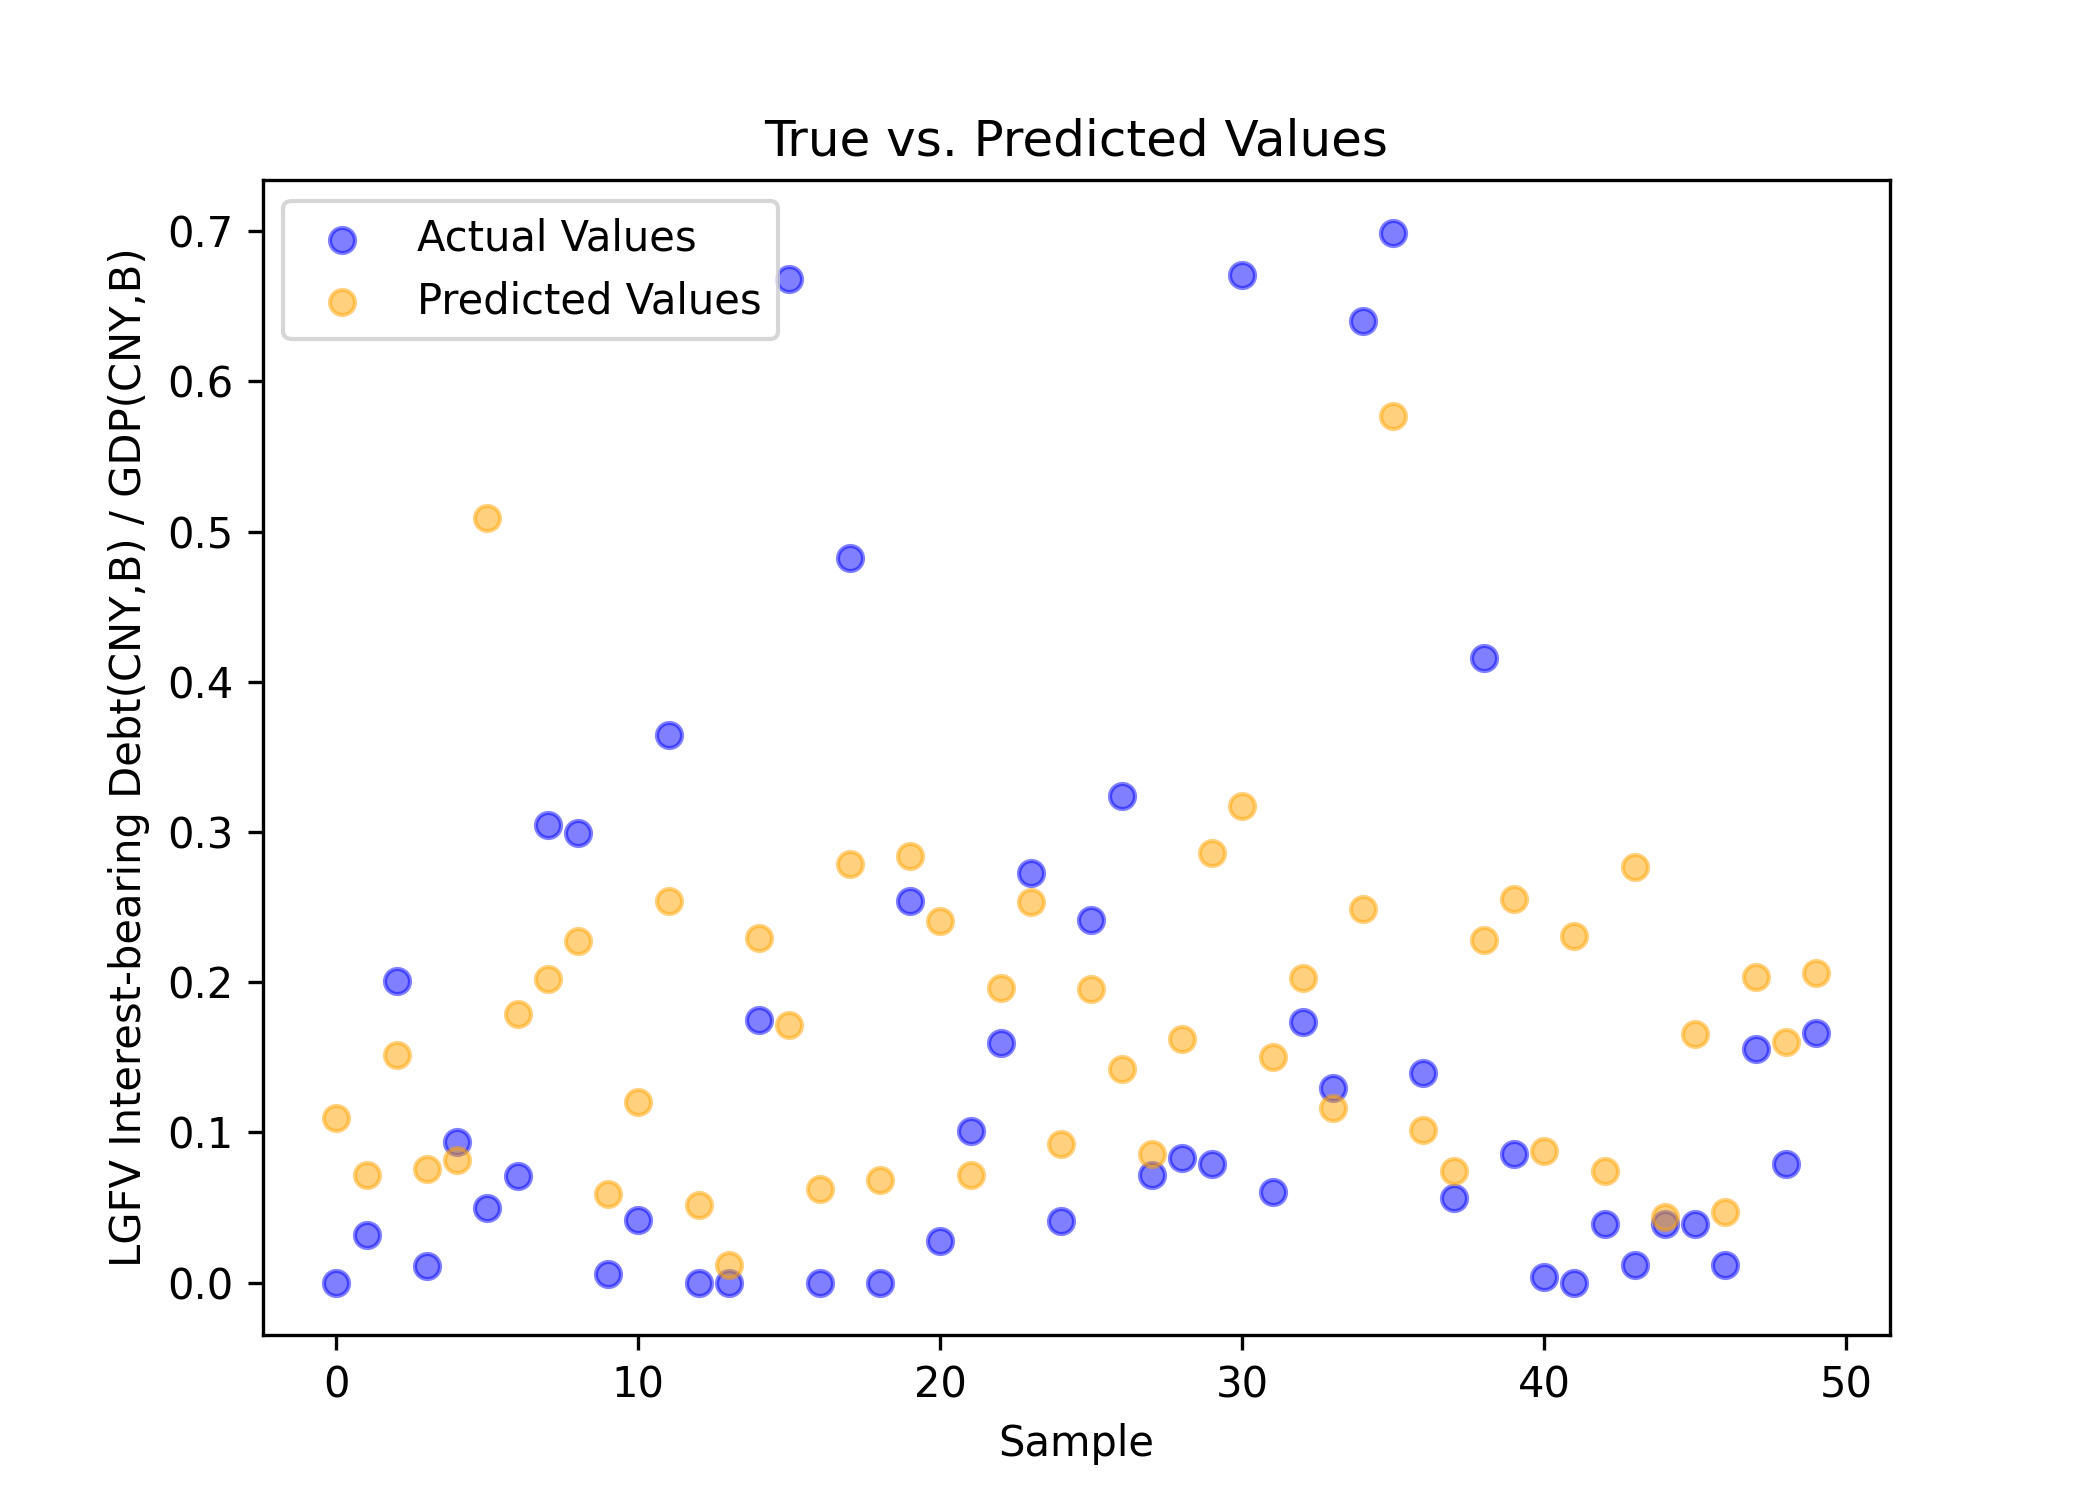 True vs. Predicted Values
Actual Values
Predicted Values
LGFV Interest-bearing Debt(CNY,B) / GDP(CNY,B)
0.7
0.6
0.5
0.4
0.3
0.2
0.1
0.0
0 10 20 30 40 50
Sample